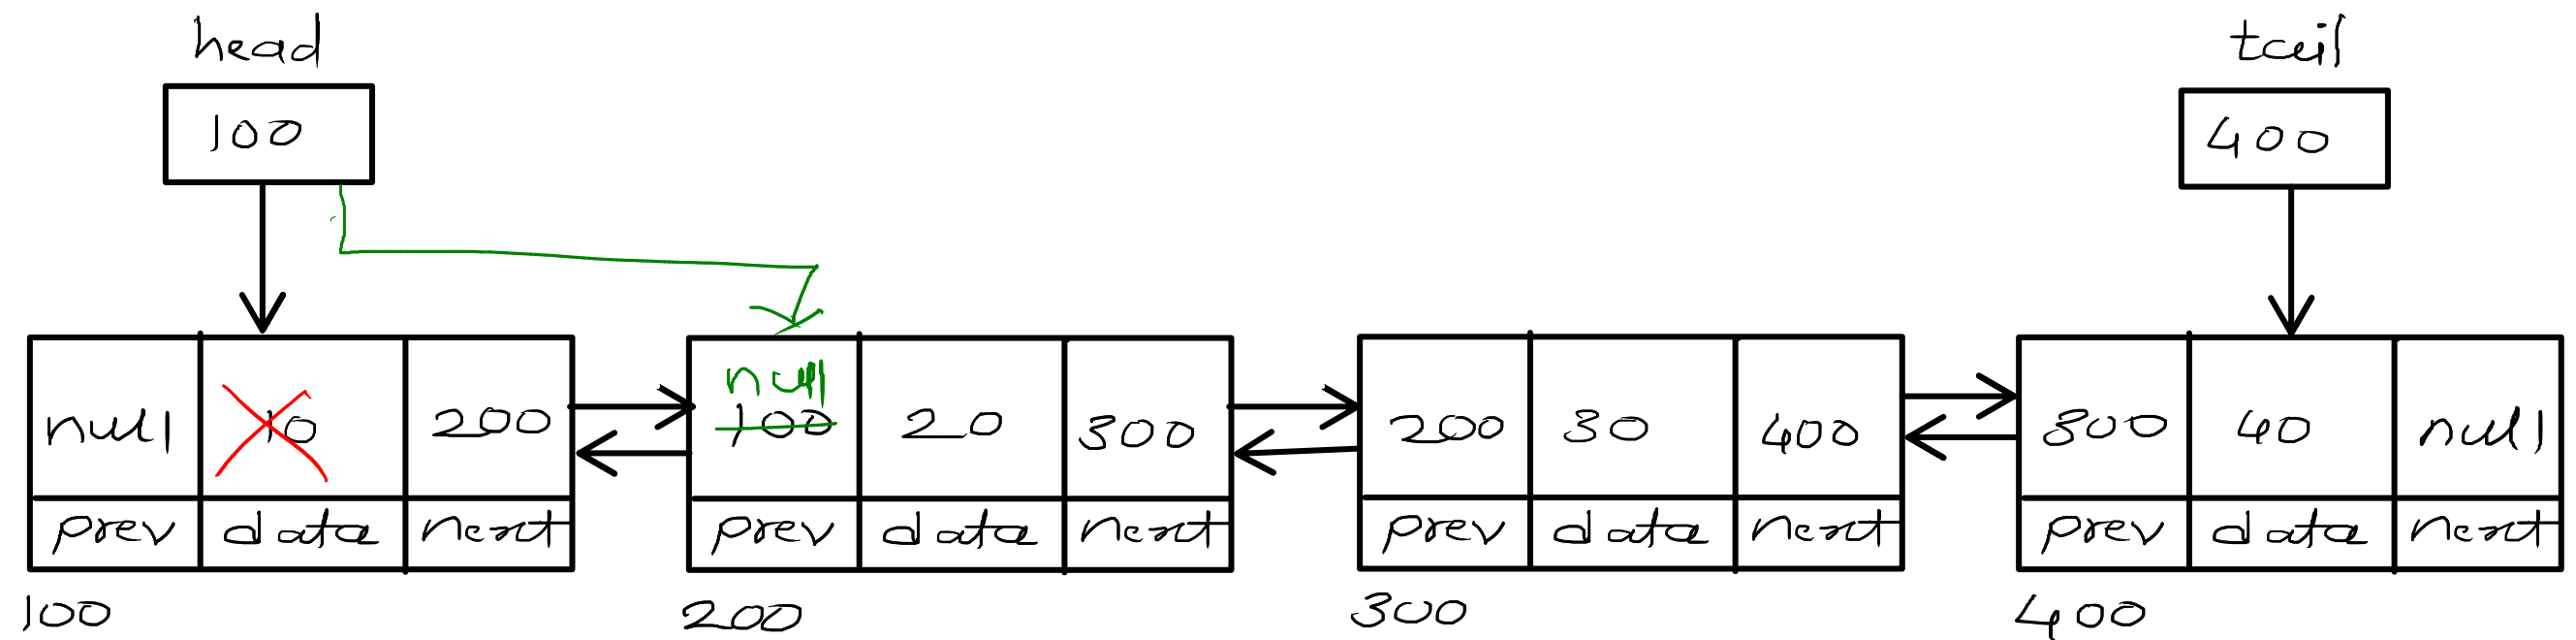 head tail
100 400
null 10 200 null 100 20 300 200 30 400 300 40 null
prev data next prev data next prev data next prev data next
100 200 300 400